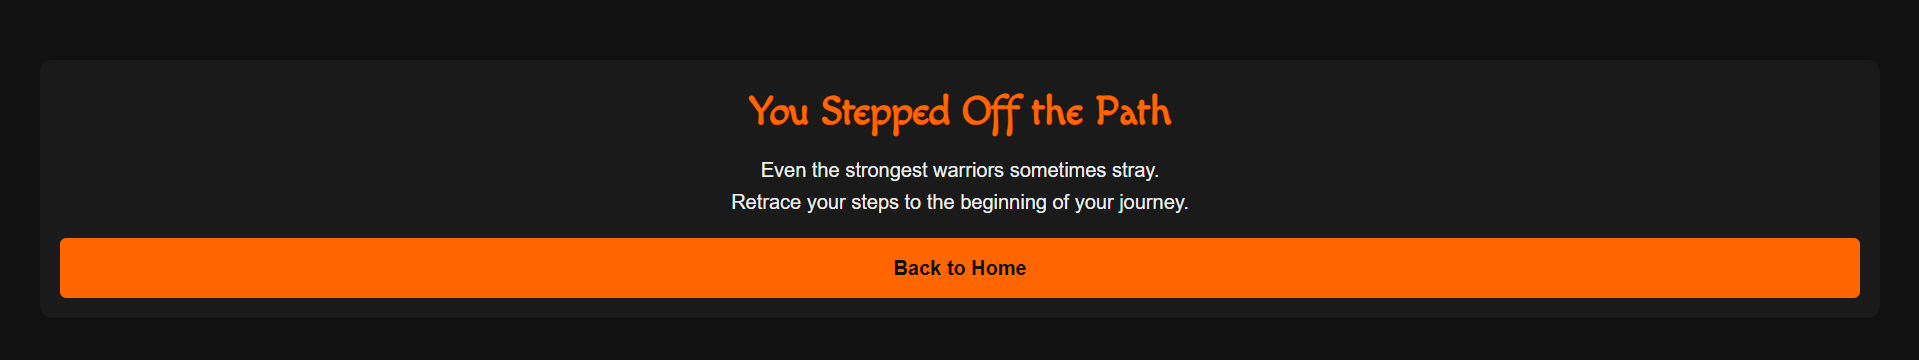 You Stepped Off the Path
Even the strongest warriors sometimes stray.
Retrace your steps to the beginning of your journey.
Back to Home